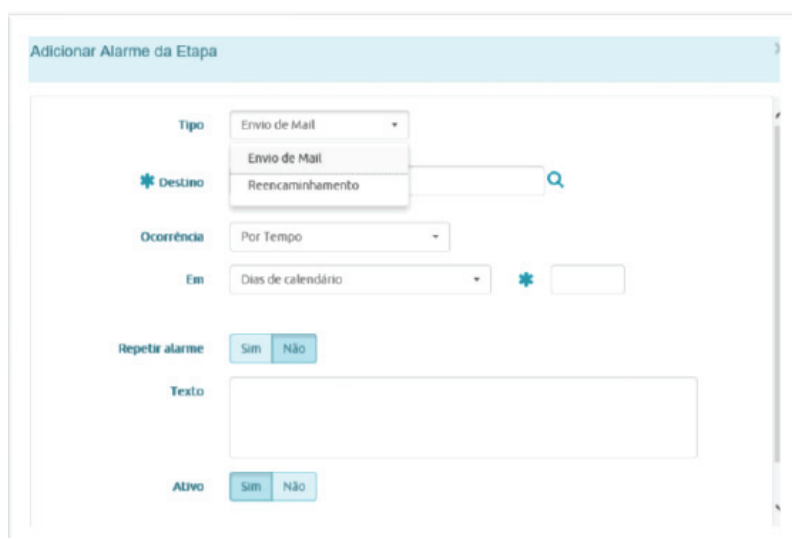 Adicionar Alarme da Etapa
Tipo Envio de Mail
Envio de Mail
Destino Reencaminhamento
Ocorrência Por Tempo
Em Dias de calendário
Repetir alarme Sim Não
Texto
Ativo Sim Não